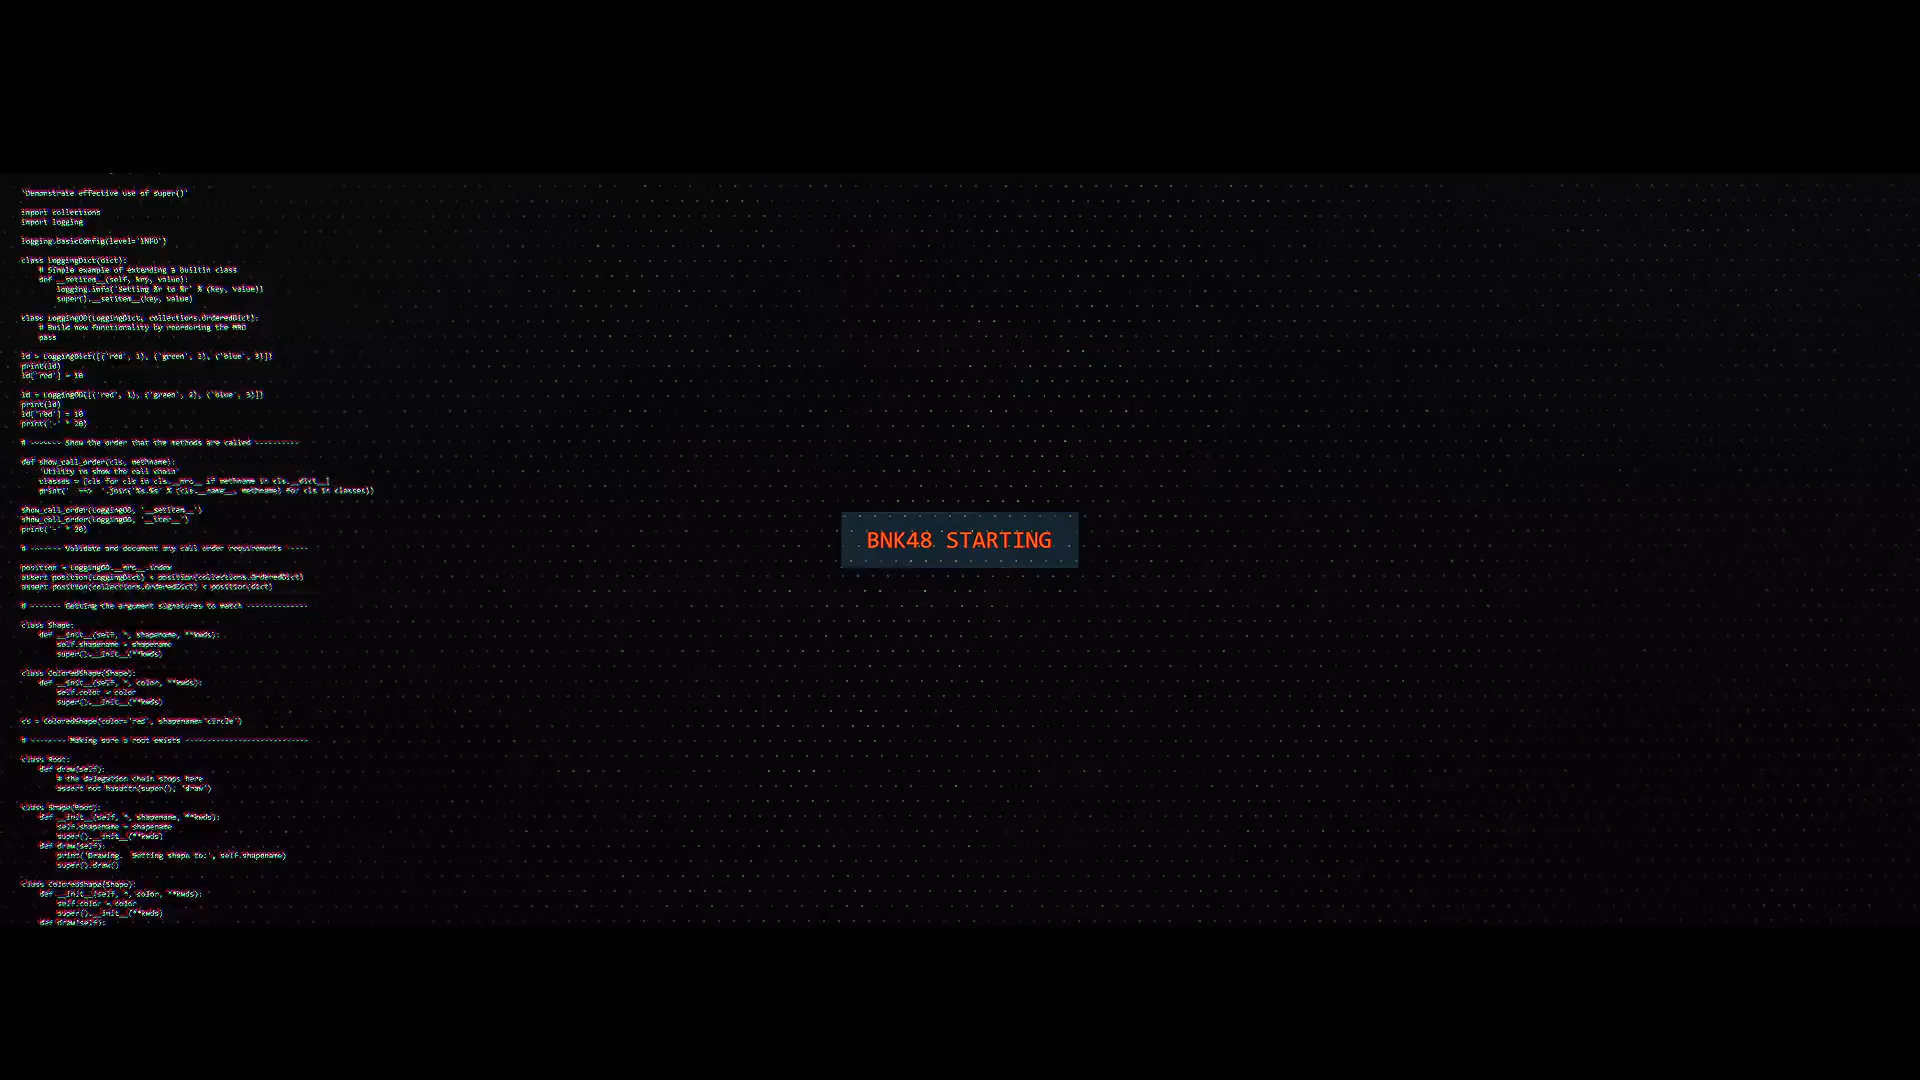 'Demonstrate effective use of super()'
import collections
import logging
logging.basicConfig(level='INFO')
class LoggingDict(dict):
# Simple example of extending a builtin class
def __setitem__(self, key, value):
logging.info('Setting %r to %r' % (key, value))
super().__setitem__(key, value)
class LoggingOD(LoggingDict, collections.OrderedDict):
# Build new functionality by reordering the MRO
pass
ld = LoggingDict([('red', 1), ('green', 2), ('blue', 3)])
print(ld)
ld['red'] = 10
ld = LoggingOD([('red', 1), ('green', 2), ('blue', 3)])
print(ld)
ld['red'] = 10
print('-' * 20)
# ------- Show the order that the methods are called ----------
def show_call_order(cls, methname):
'Utility to show the call chain'
classes = [cls for cls in cls.__mro__ if methname in cls.__dict__]
print('  ==>  '.join('%s.%s' % (cls.__name__, methname) for cls in classes))
show_call_order(LoggingOD, '__setitem__')
show_call_order(LoggingOD, '__iter__')
print('-' * 20)
# ------- Validate and document any call order requirements -----
position = LoggingOD.__mro__.index
assert position(LoggingDict) < position(collections.OrderedDict)
assert position(collections.OrderedDict) < position(dict)
# ------- Getting the argument signatures to match --------------
class Shape:
def __init__(self, *, shapename, **kwds):
self.shapename = shapename
super().__init__(**kwds)
class ColoredShape(Shape):
def __init__(self, *, color, **kwds):
self.color = color
super().__init__(**kwds)
cs = ColoredShape(color='red', shapename='circle')
# -------- Making sure a root exists ----------------------------
class Root:
def draw(self):
# the delegation chain stops here
assert not hasattr(super(), 'draw')
class Shape(Root):
def __init__(self, *, shapename, **kwds):
self.shapename = shapename
super().__init__(**kwds)
def draw(self):
print('Drawing.  Setting shape to:', self.shapename)
super().draw()
class ColoredShape(Shape):
def __init__(self, *, color, **kwds):
self.color = color
super().__init__(**kwds)
def draw(self):
BNK48 STARTING